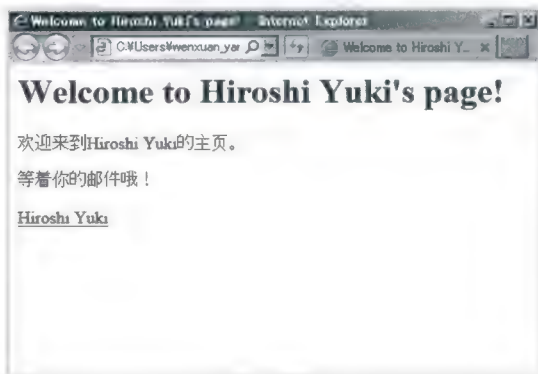 Welcome to Hiroshi Yuki's page! - Internet Explorer
C:¥Users¥wenxuan_yar
Welcome to Hiroshi Y...
Welcome to Hiroshi Yuki's page!
欢迎来到Hiroshi Yuki的主页。
等着你的邮件哦！
Hiroshi Yuki